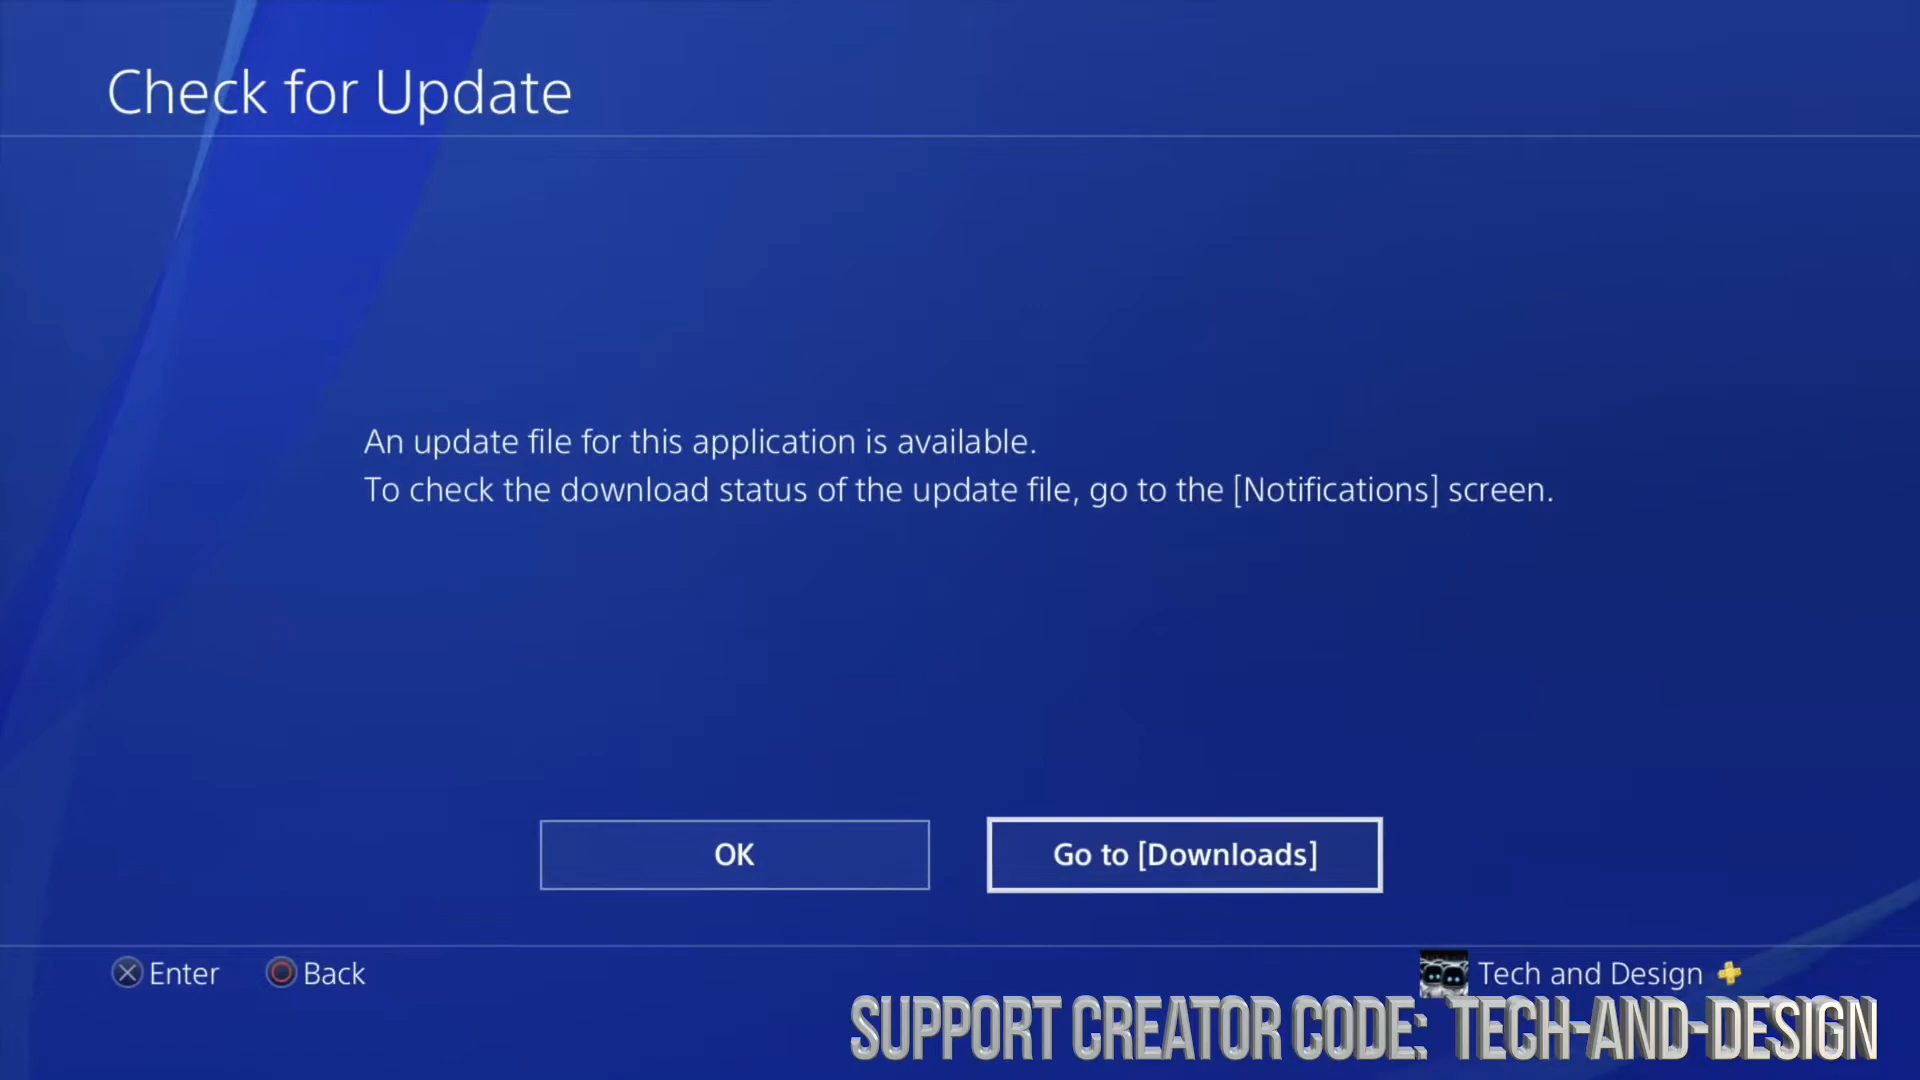 Check for Update
An update file for this application is available.
To check the download status of the update file, go to the [Notifications] screen.
OK
Go to [Downloads]
Enter
Back
Tech and Design
SUPPORT CREATOR CODE: TECH-AND-DESIGN